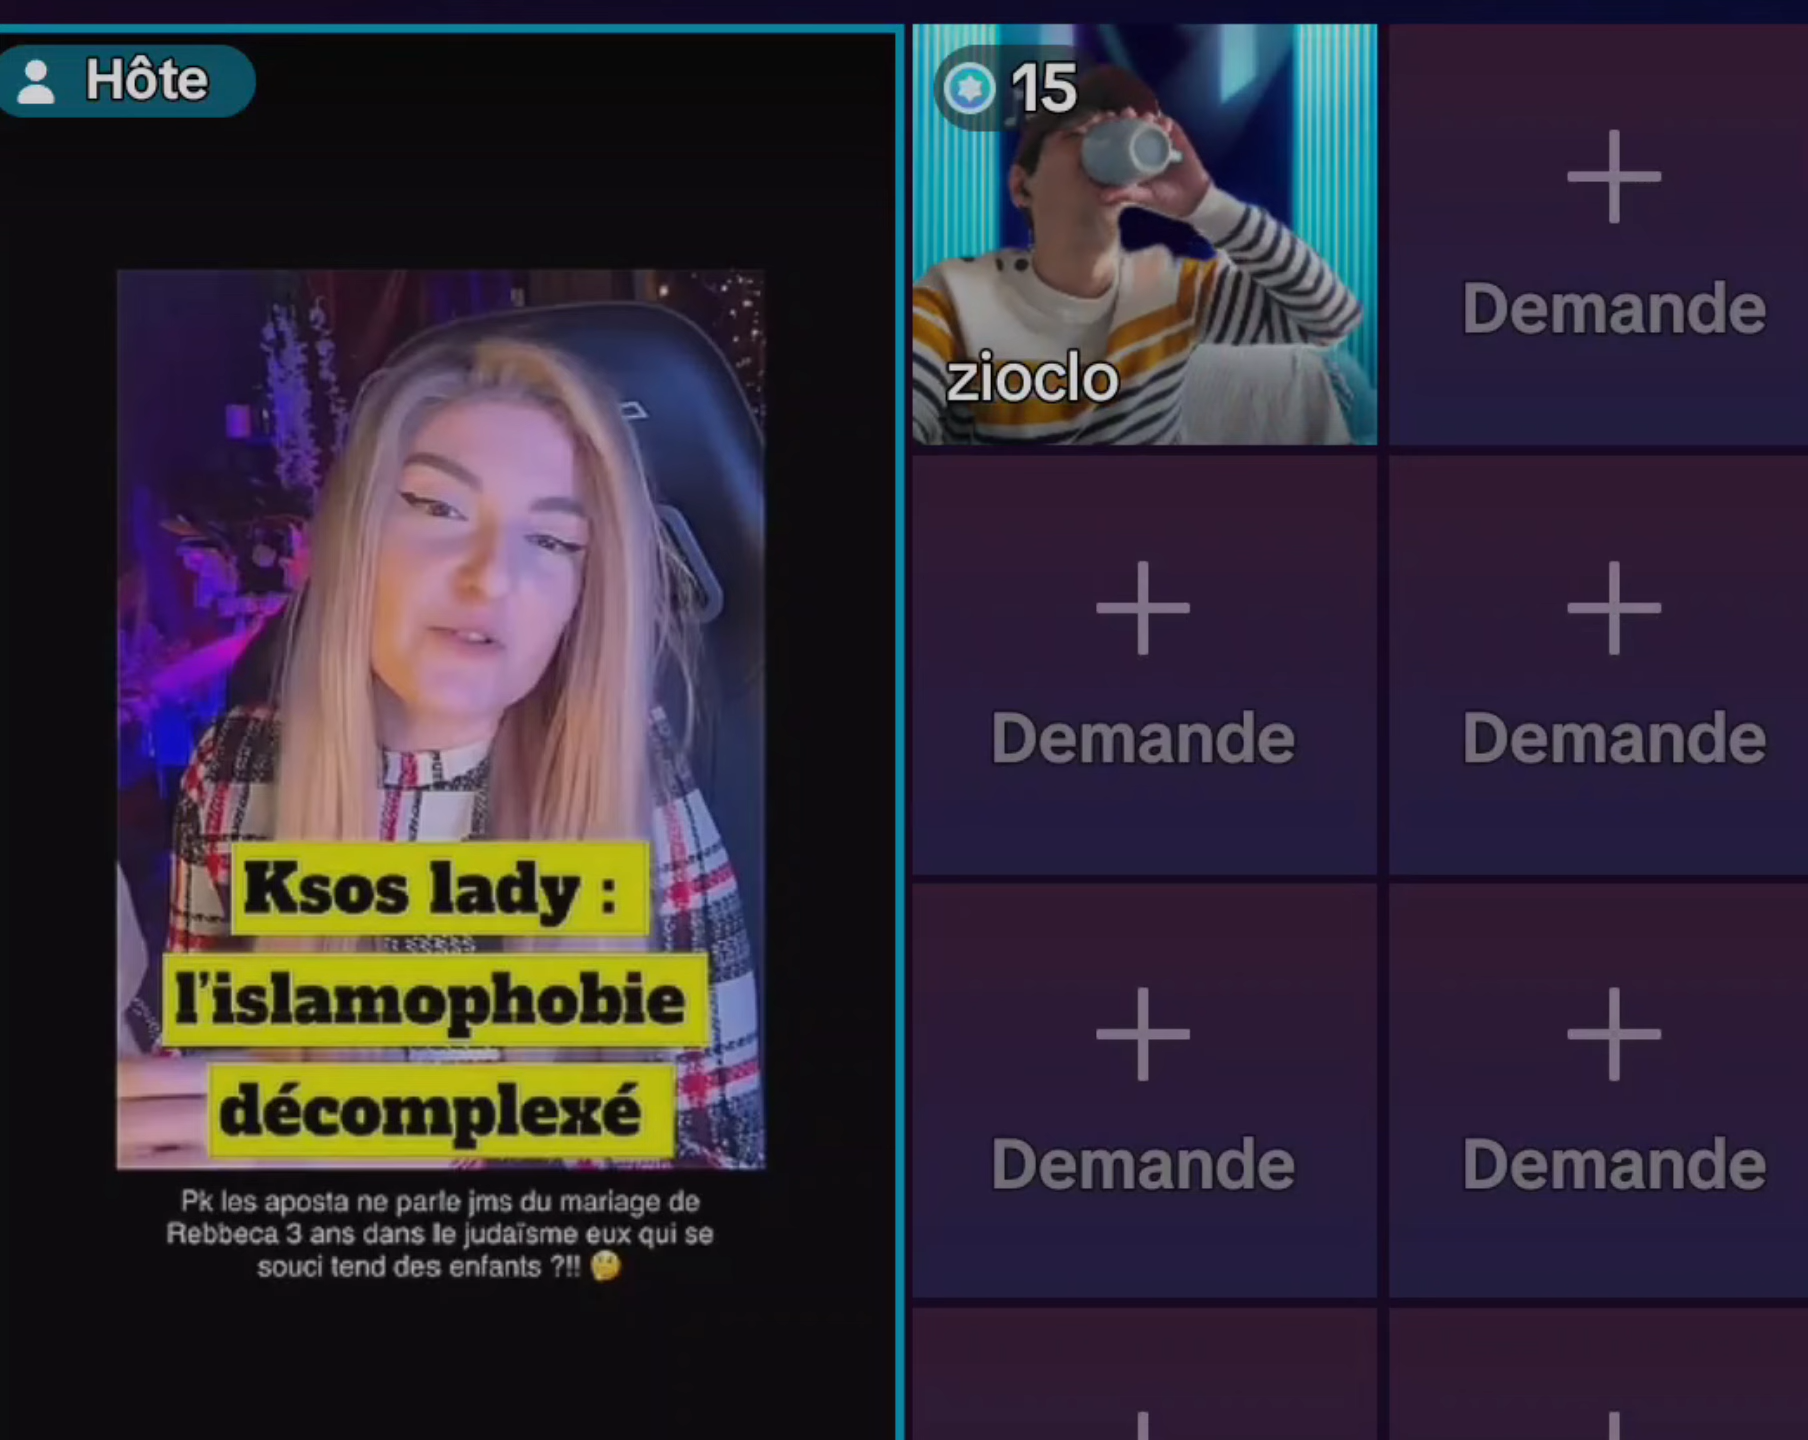 Hôte
Ksos lady :
l'islamophobie
décomplexé
Pk les aposta ne parle jms du mariage de
Rebbeca 3 ans dans le judaïsme eux qui se
souci tend des enfants ?!! 🤔
15
zioclo
Demande
Demande
Demande
Demande
Demande